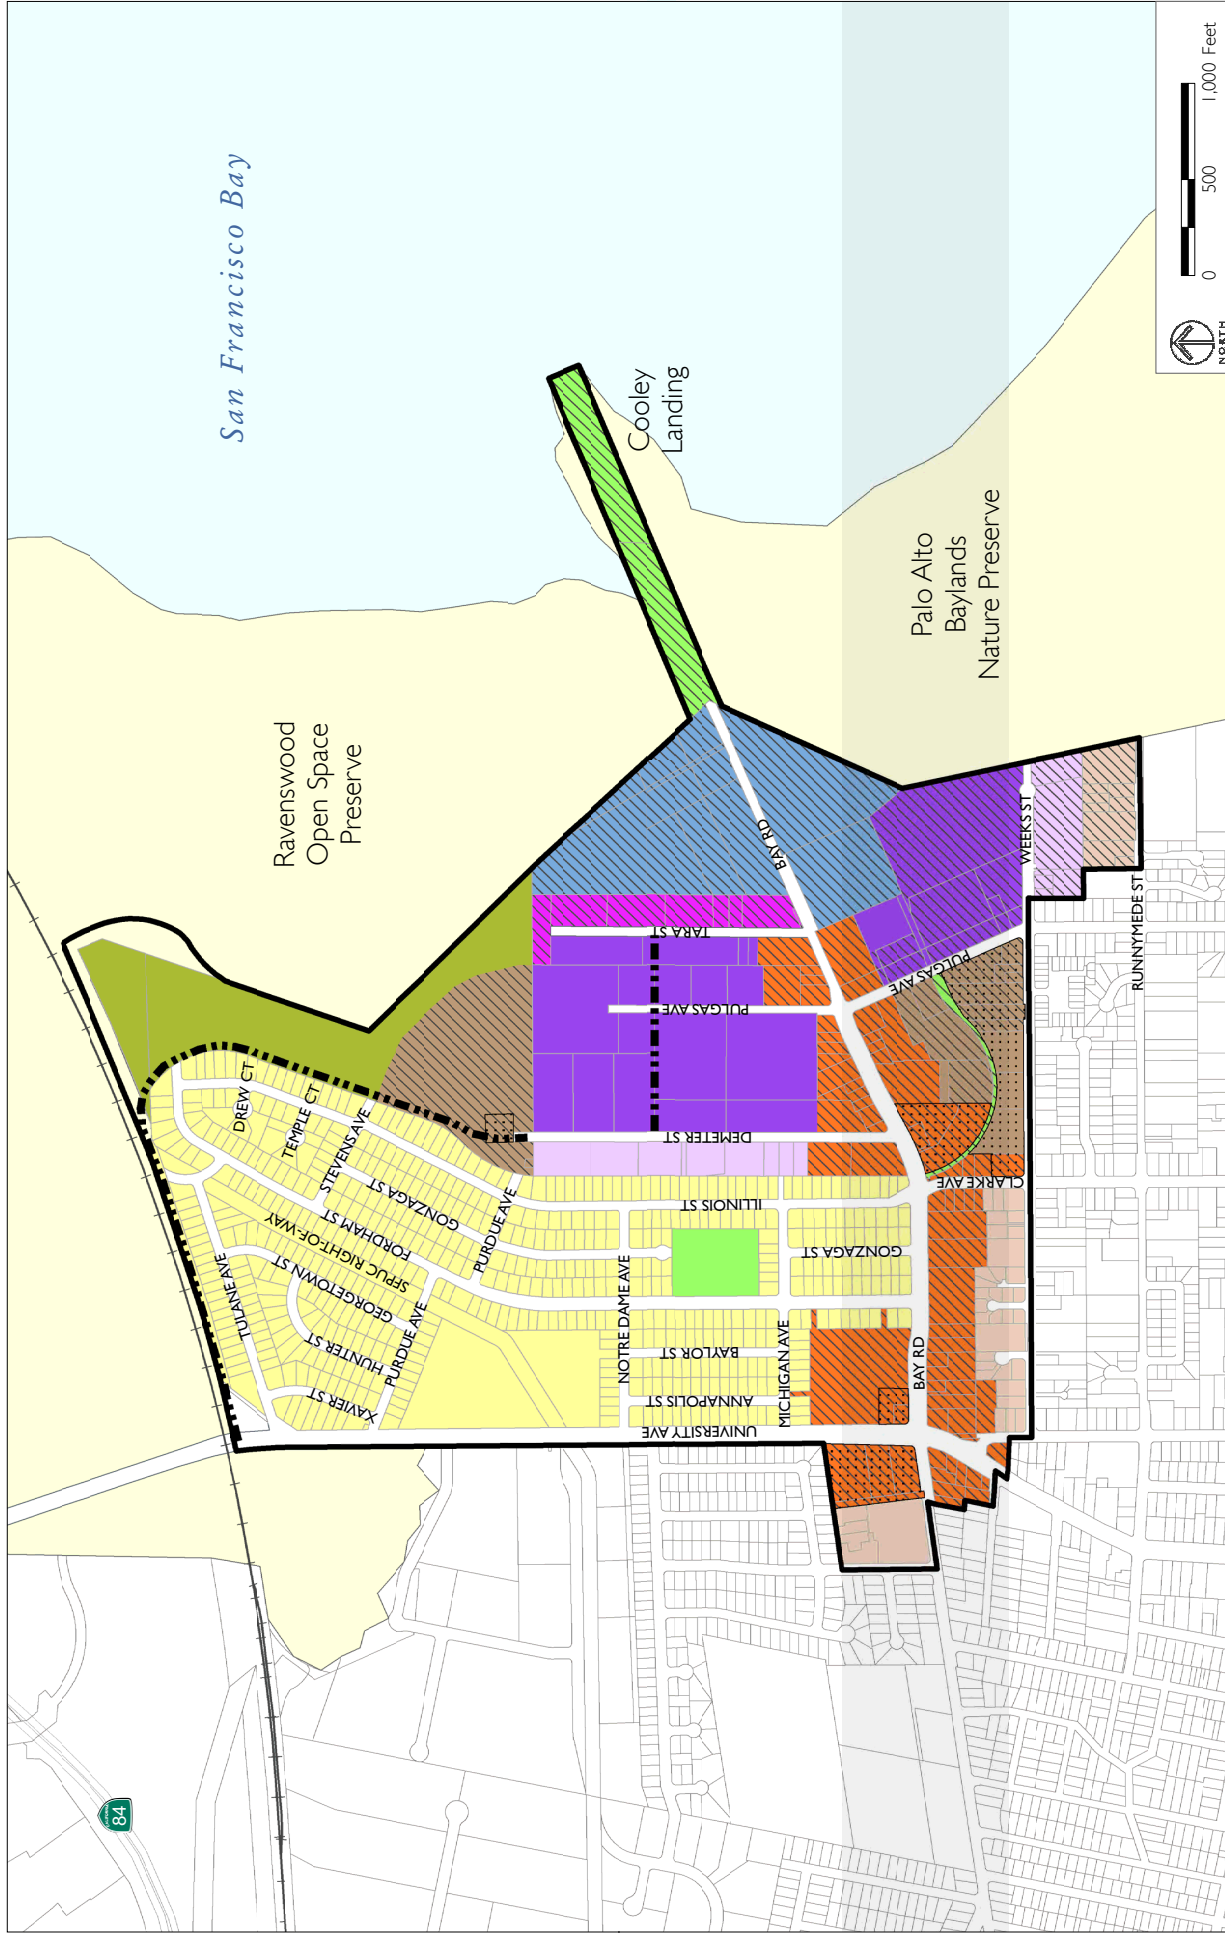 San Francisco Bay
Ravenswood
Open Space
Preserve
Cooley
Landing
Palo Alto
Baylands
Nature Preserve
CALIFORNIA
84
DREW CT
TEMPLE CT
STEVENS AVE
GONZAGA ST
FORDHAM ST
SFPUC RIGHT-OF-WAY
GEORGETOWN ST
HUNTER ST
XAVIER ST
TULANE AVE
PURDUE AVE
PURDUE AVE
NOTRE DAME AVE
ILLINOIS ST
GONZAGA ST
BAYLOR ST
ANNAPOLIS ST
MICHIGAN AVE
UNIVERSITY AVE
DEMETER ST
PULGAS AVE
TARA ST
BAY RD
BAY RD
PULGAS AVE
CLARKE AVE
WEEKS ST
RUNNYMEDE ST
NORTH
0 500 1,000 Feet